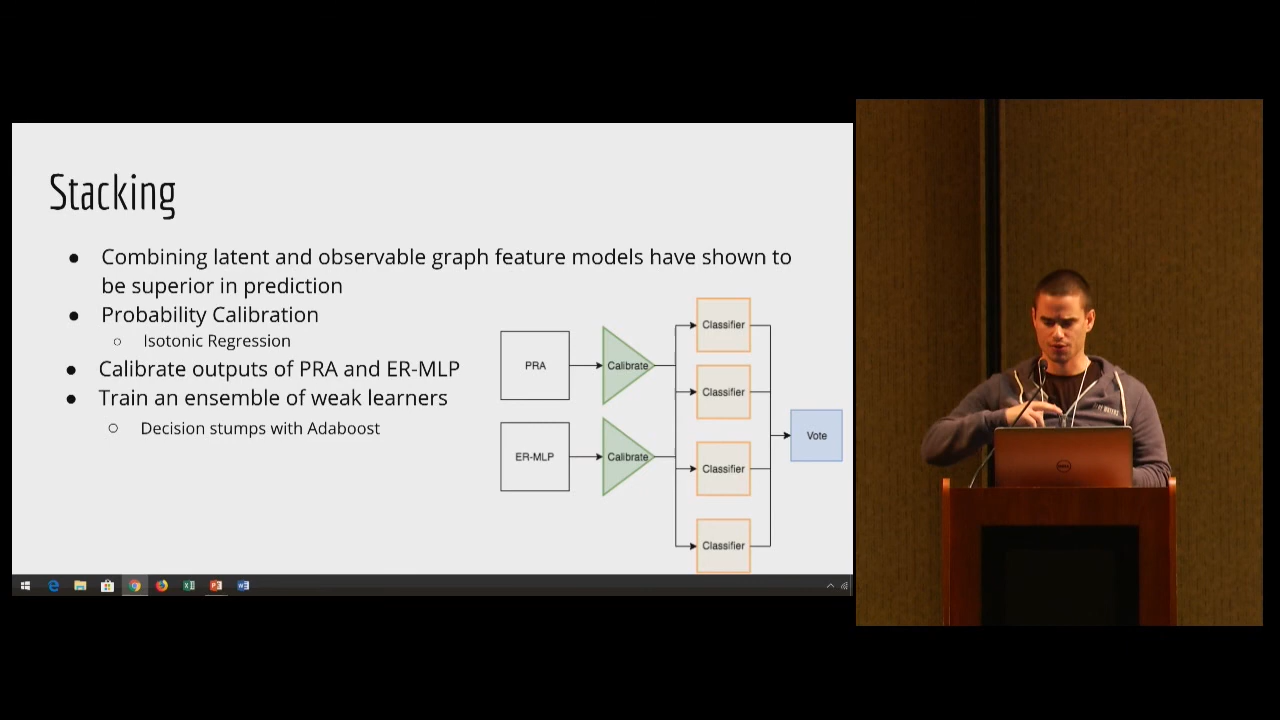 Stacking
● Combining latent and observable graph feature models have shown to
be superior in prediction
● Probability Calibration
○ Isotonic Regression
● Calibrate outputs of PRA and ER-MLP
● Train an ensemble of weak learners
○ Decision stumps with Adaboost
PRA
Calibrate
ER-MLP
Calibrate
Classifier
Classifier
Classifier
Classifier
Vote
DELL